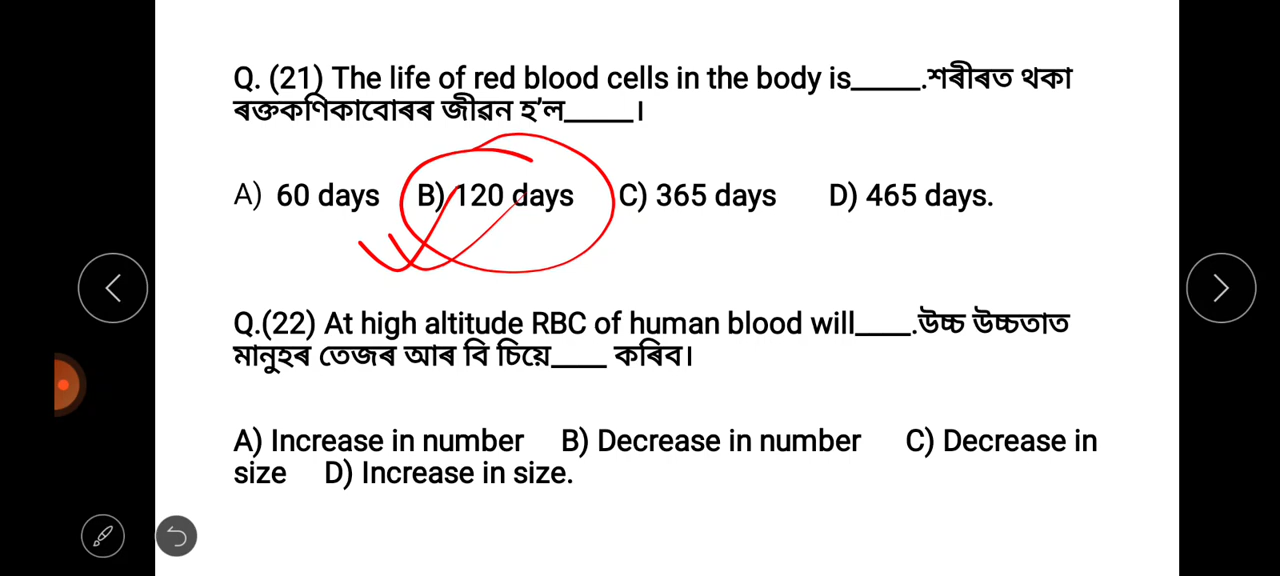 Q. (21) The life of red blood cells in the body is_____.শৰীৰত থকা
ৰক্তকণিকাবোৰৰ জীৱন হ'ল_____।
A) 60 days B) 120 days C) 365 days D) 465 days.
Q.(22) At high altitude RBC of human blood will____.উচ্চ উচ্চতাত
মানুহৰ তেজৰ আৰ বি চিয়ে____ কৰিব।
A) Increase in number B) Decrease in number C) Decrease in
size D) Increase in size.